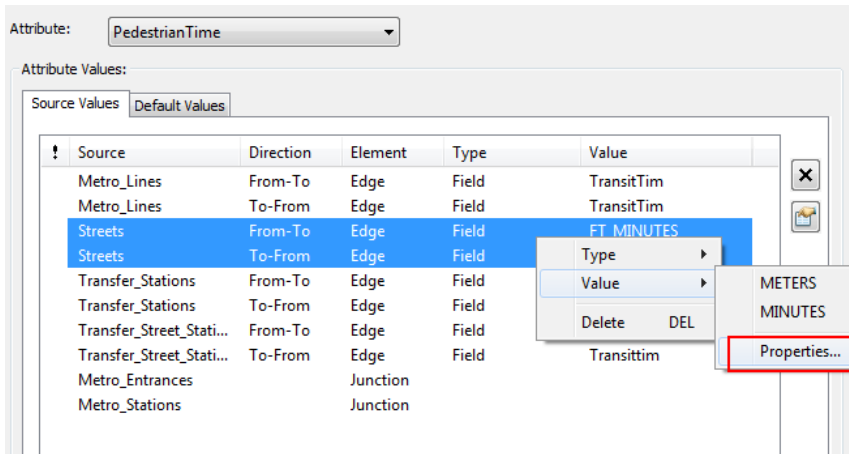 Attribute: PedestrianTime
Attribute Values:
Source Values Default Values
! Source Direction Element Type Value
Metro_Lines From-To Edge Field TransitTim
Metro_Lines To-From Edge Field TransitTim
Streets From-To Edge Field FT_MINUTES
Streets To-From Edge Field
Type
Transfer_Stations From-To Edge Field
Value
METERS
Transfer_Stations To-From Edge Field
MINUTES
Transfer_Street_Stati... From-To Edge Field
Delete DEL
Transfer_Street_Stati... To-From Edge Field Transittim
Properties...
Metro_Entrances Junction
Metro_Stations Junction